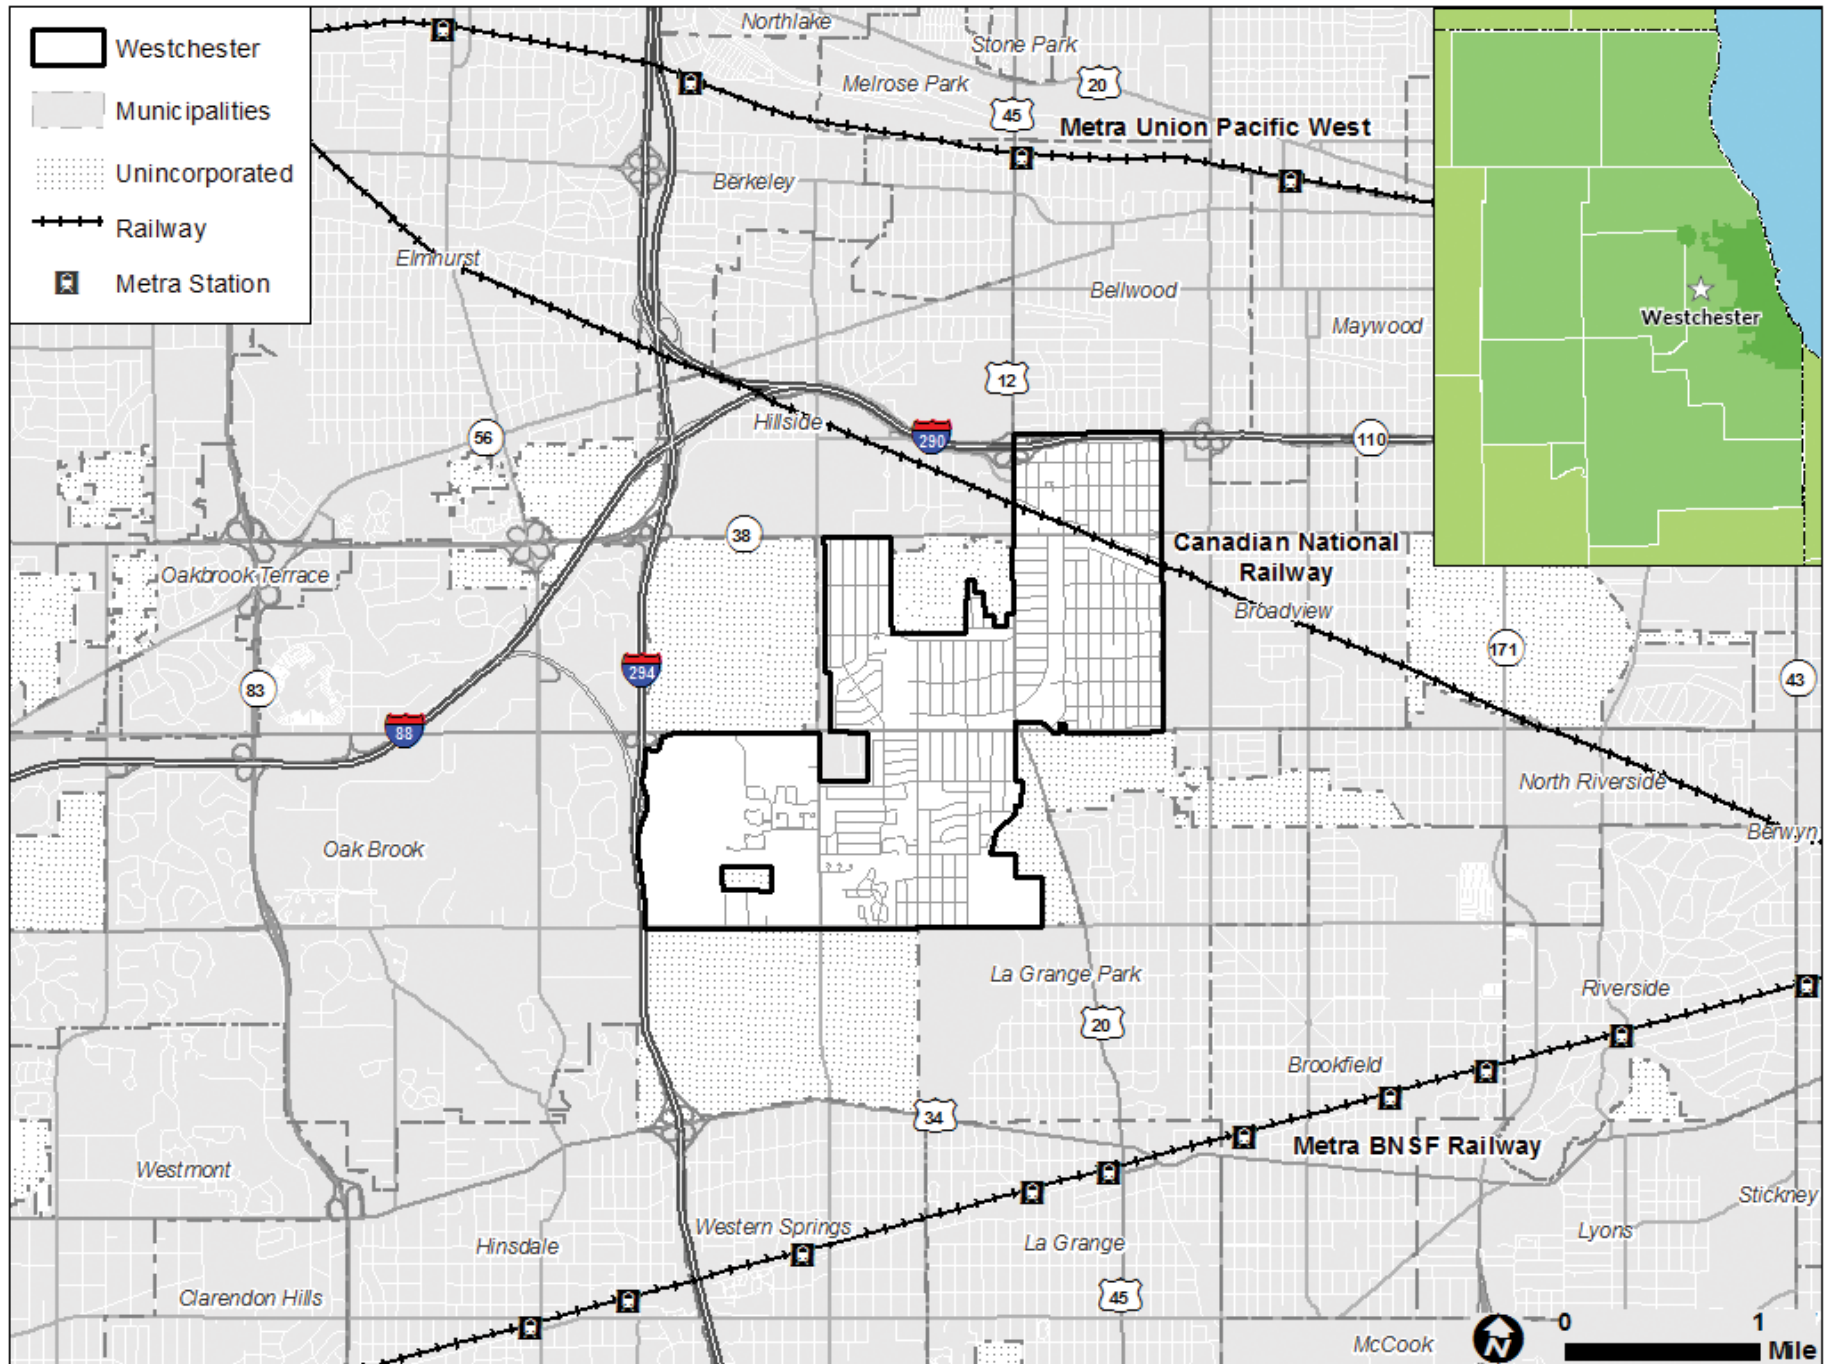 Westchester
Municipalities
Unincorporated
Railway
Metra Station
Northlake
Stone Park
20
Melrose Park
45
Metra Union Pacific West
Berkeley
Elmhurst
Bellwood
Maywood
Westchester
12
Hillside
56
290
110
38
Canadian National
Railway
Oakbrook Terrace
Broadview
171
294
83
43
88
North Riverside
Berwyn
Oak Brook
La Grange Park
Riverside
20
Brookfield
34
Metra BNSF Railway
Westmont
Stickney
Western Springs
Lyons
Hinsdale
La Grange
Clarendon Hills
45
McCook
N
0 1
Mile